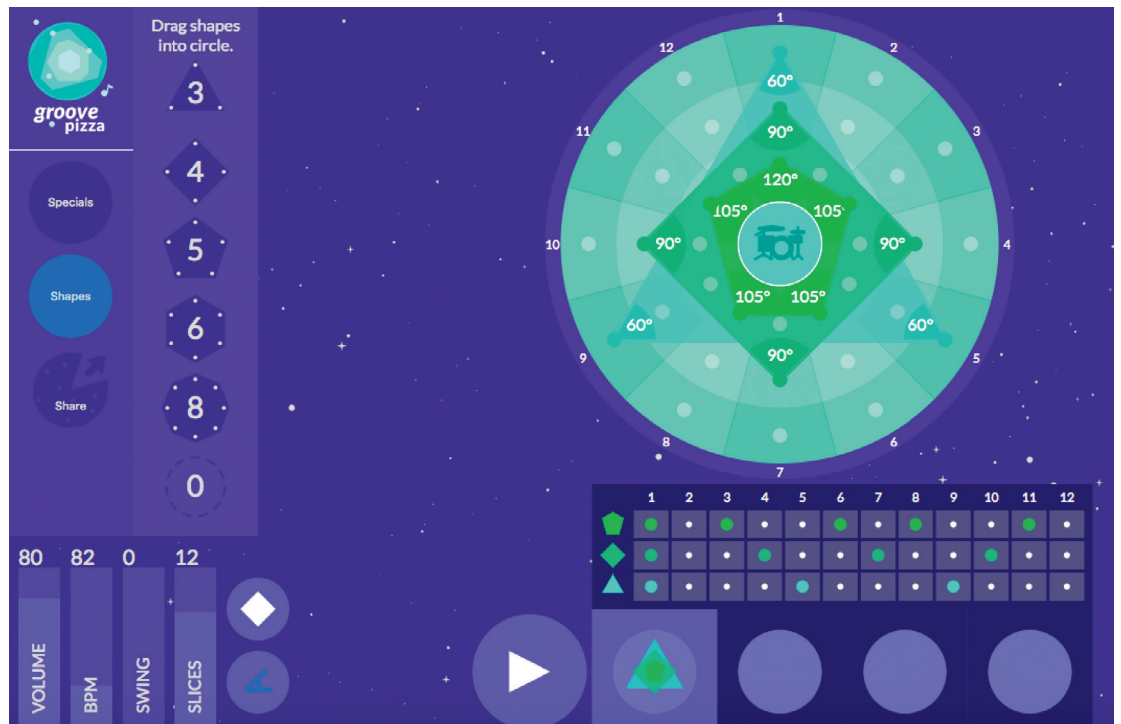 groove
pizza
Specials
Shapes
Share
Drag shapes
into circle.
3
4
5
6
8
0
80 82 0 12
VOLUME
BPM
SWING
SLICES
1
2
3
4
5
6
7
8
9
10
11
12
60°
90°
120°
105° 105°
90° 90°
105° 105°
60° 60°
90°
1 2 3 4 5 6 7 8 9 10 11 12